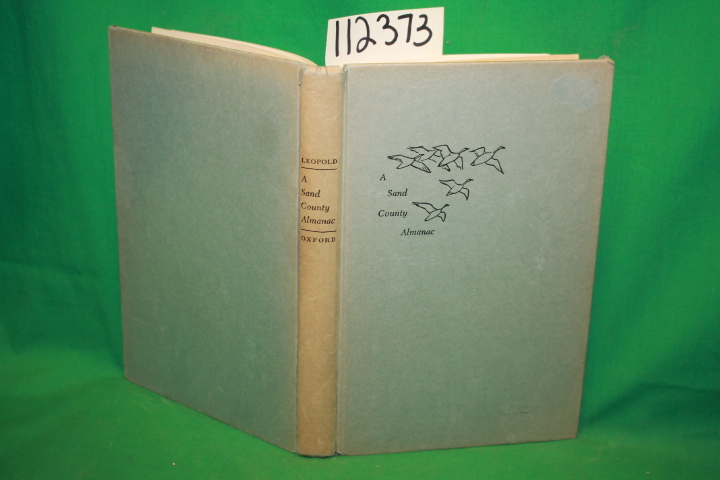 112373
LEOPOLD
A
Sand
County
Almanac
OXFORD
A
Sand
County
Almanac